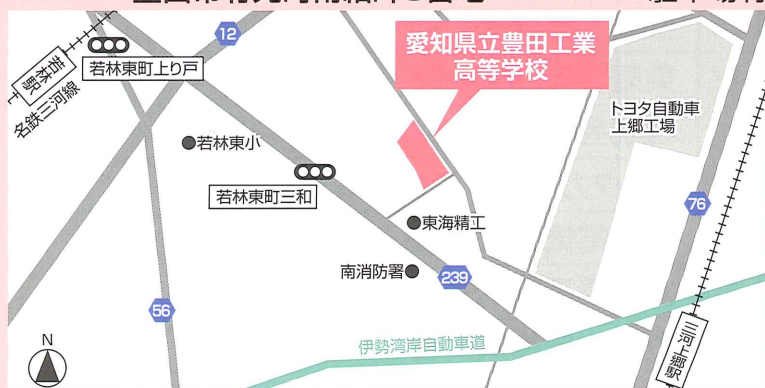 12
若林駅
名鉄三河線
若林東町上り戸
愛知県立豊田工業
高等学校
トヨタ自動車
上郷工場
若林東小
若林東町三和
東海精工
76
南消防署
239
56
伊勢湾岸自動車道
三河上郷駅
N